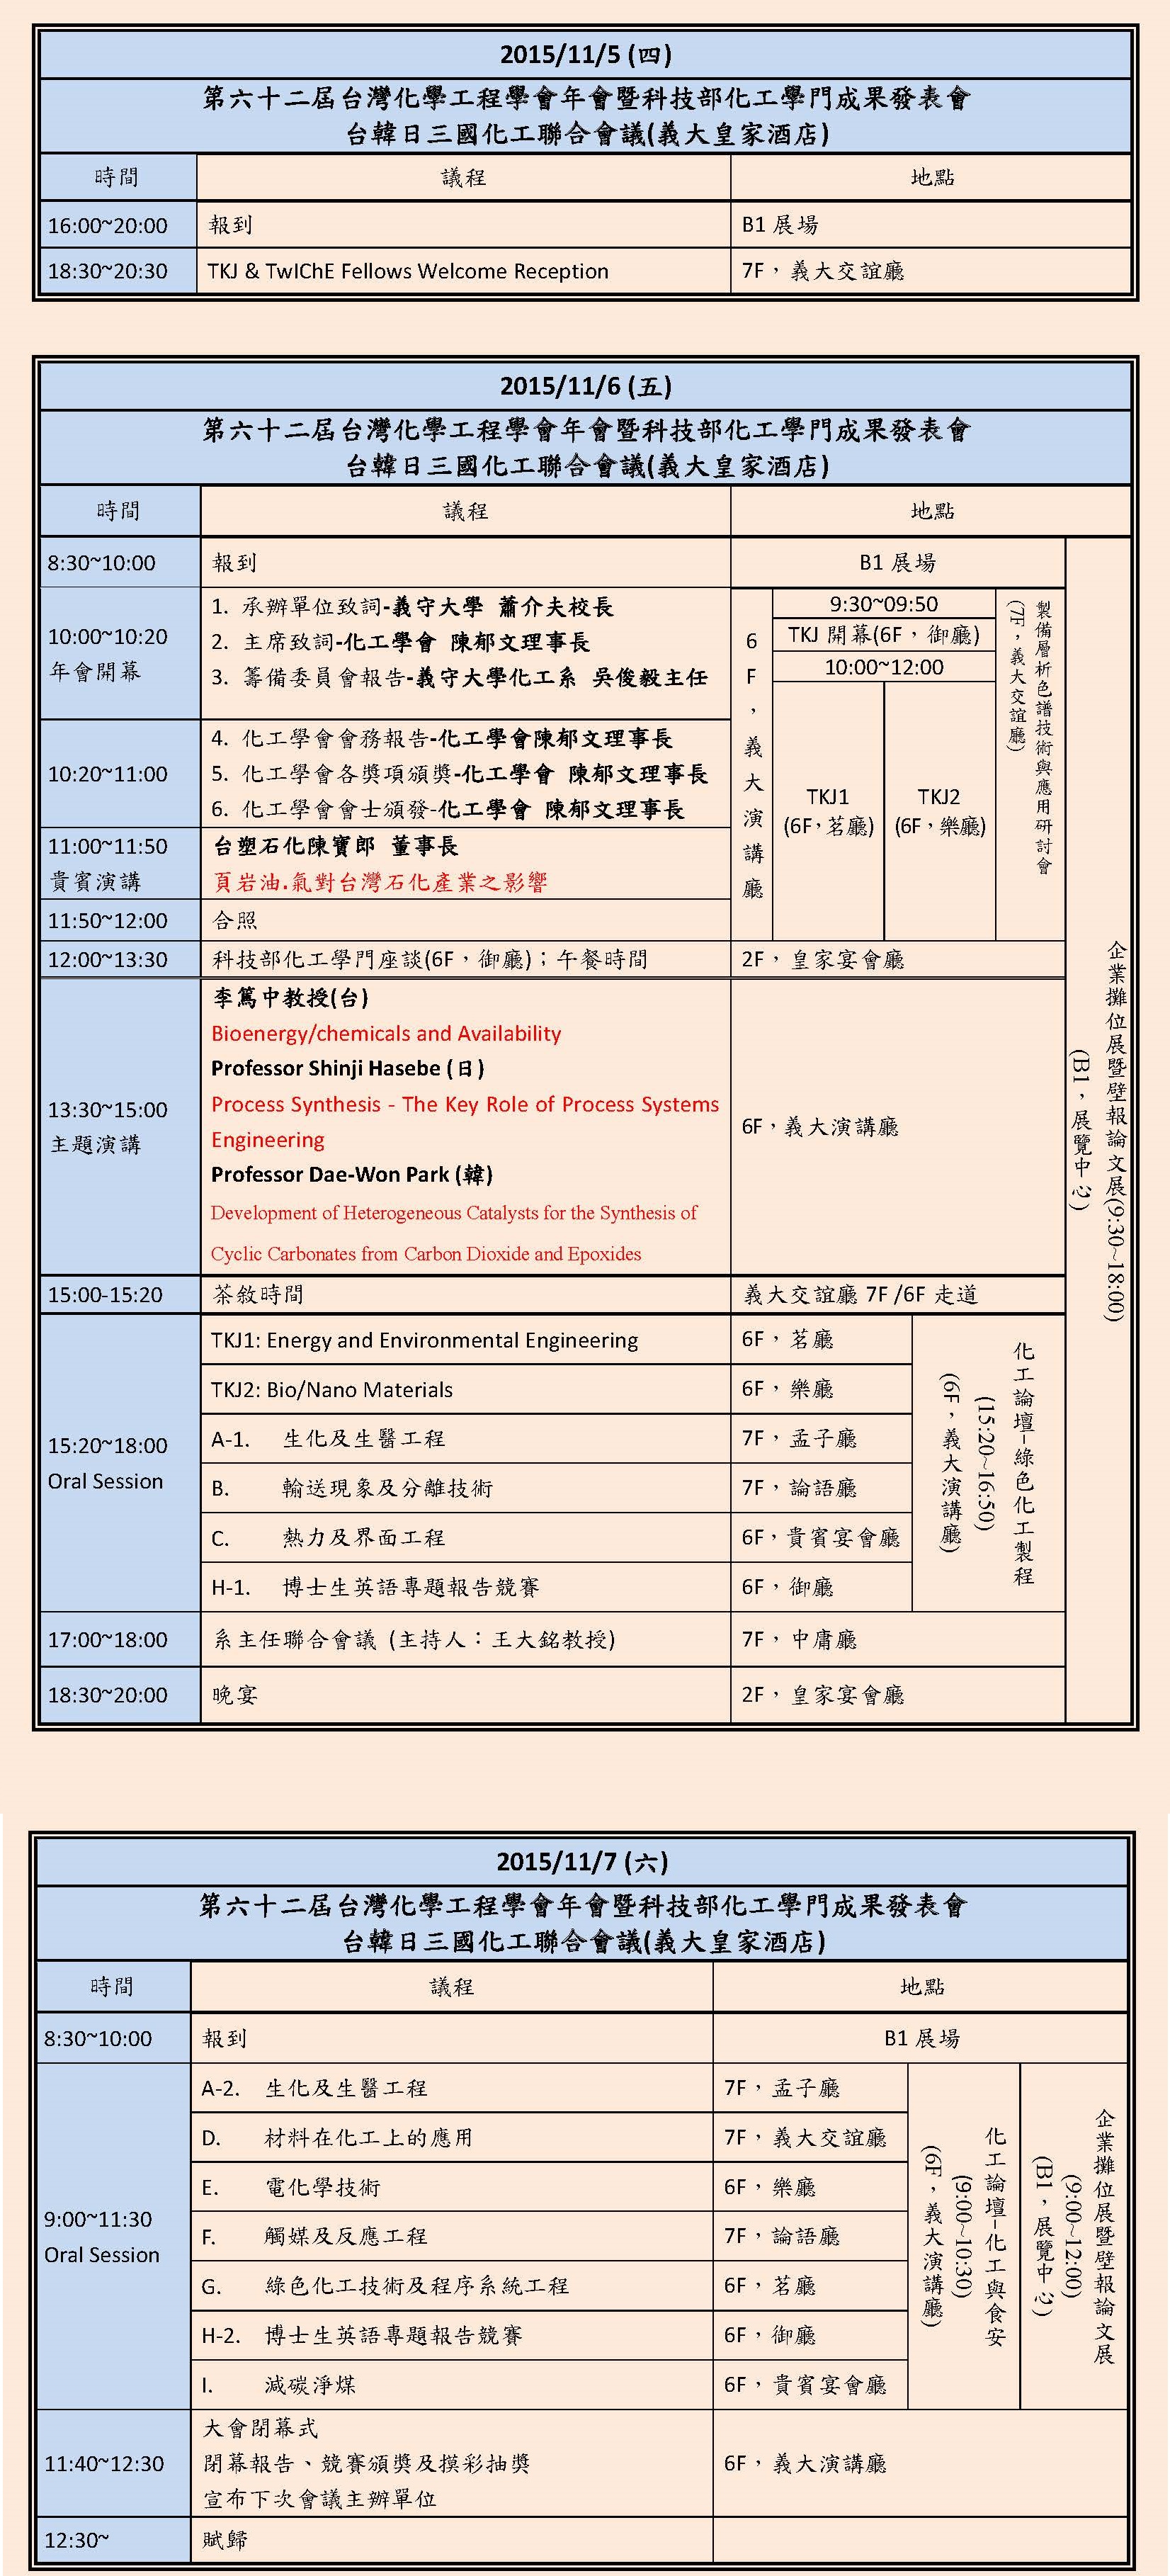 2015/11/5 (四)
第六十二屆台灣化學工程學會年會暨科技部化工學門成果發表會
台韓日三國化工聯合會議(義大皇家酒店)
時間 議程 地點
16:00~20:00 報到 B1 展場
18:30~20:30 TKJ & TwIChE Fellows Welcome Reception 7F，義大交誼廳
2015/11/6 (五)
第六十二屆台灣化學工程學會年會暨科技部化工學門成果發表會
台韓日三國化工聯合會議(義大皇家酒店)
時間 議程 地點
8:30~10:00 報到 B1 展場
10:00~10:20
年會開幕
1. 承辦單位致詞-義守大學 蕭介夫校長
2. 主席致詞-化工學會 陳郁文理事長
3. 籌備委員會報告-義守大學化工系 吳俊毅主任
10:20~11:00
4. 化工學會會務報告-化工學會陳郁文理事長
5. 化工學會各獎項頒獎-化工學會 陳郁文理事長
6. 化工學會會士頒發-化工學會 陳郁文理事長
11:00~11:50
貴賓演講
台塑石化陳寶郎 董事長
頁岩油.氣對台灣石化產業之影響
11:50~12:00 合照
6F，義大演講廳
9:30~09:50
TKJ 開幕(6F，御廳)
10:00~12:00
TKJ1
(6F，茗廳)
TKJ2
(6F，樂廳)
製備層析色譜技術與應用研討會
(7F，義大交誼廳)
12:00~13:30 科技部化工學門座談(6F，御廳)；午餐時間 2F，皇家宴會廳
13:30~15:00
主題演講
李篤中教授(台)
Bioenergy/chemicals and Availability
Professor Shinji Hasebe (日)
Process Synthesis - The Key Role of Process Systems
Engineering
Professor Dae-Won Park (韓)
Development of Heterogeneous Catalysts for the Synthesis of
Cyclic Carbonates from Carbon Dioxide and Epoxides
6F，義大演講廳
15:00-15:20 茶敘時間 義大交誼廳 7F /6F 走道
15:20~18:00
Oral Session
TKJ1: Energy and Environmental Engineering 6F，茗廳
TKJ2: Bio/Nano Materials 6F，樂廳
A-1. 生化及生醫工程 7F，孟子廳
B. 輸送現象及分離技術 7F，論語廳
C. 熱力及界面工程 6F，貴賓宴會廳
H-1. 博士生英語專題報告競賽 6F，御廳
化工論壇-綠色化工製程
(15:20~16:50)
(6F，義大演講廳)
17:00~18:00 系主任聯合會議 (主持人：王大銘教授) 7F，中庸廳
18:30~20:00 晚宴 2F，皇家宴會廳
企業攤位展暨壁報論文展(9:30~18:00)
(B1，展覽中心)
2015/11/7 (六)
第六十二屆台灣化學工程學會年會暨科技部化工學門成果發表會
台韓日三國化工聯合會議(義大皇家酒店)
時間 議程 地點
8:30~10:00 報到 B1 展場
9:00~11:30
Oral Session
A-2. 生化及生醫工程 7F，孟子廳
D. 材料在化工上的應用 7F，義大交誼廳
E. 電化學技術 6F，樂廳
F. 觸媒及反應工程 7F，論語廳
G. 綠色化工技術及程序系統工程 6F，茗廳
H-2. 博士生英語專題報告競賽 6F，御廳
I. 減碳淨煤 6F，貴賓宴會廳
化工論壇-化工與食安
(9:00~10:30)
(6F，義大演講廳)
企業攤位展暨壁報論文展
(9:00~12:00)
(B1，展覽中心)
11:40~12:30
大會閉幕式
閉幕報告、競賽頒獎及摸彩抽獎
宣布下次會議主辦單位
6F，義大演講廳
12:30~ 賦歸